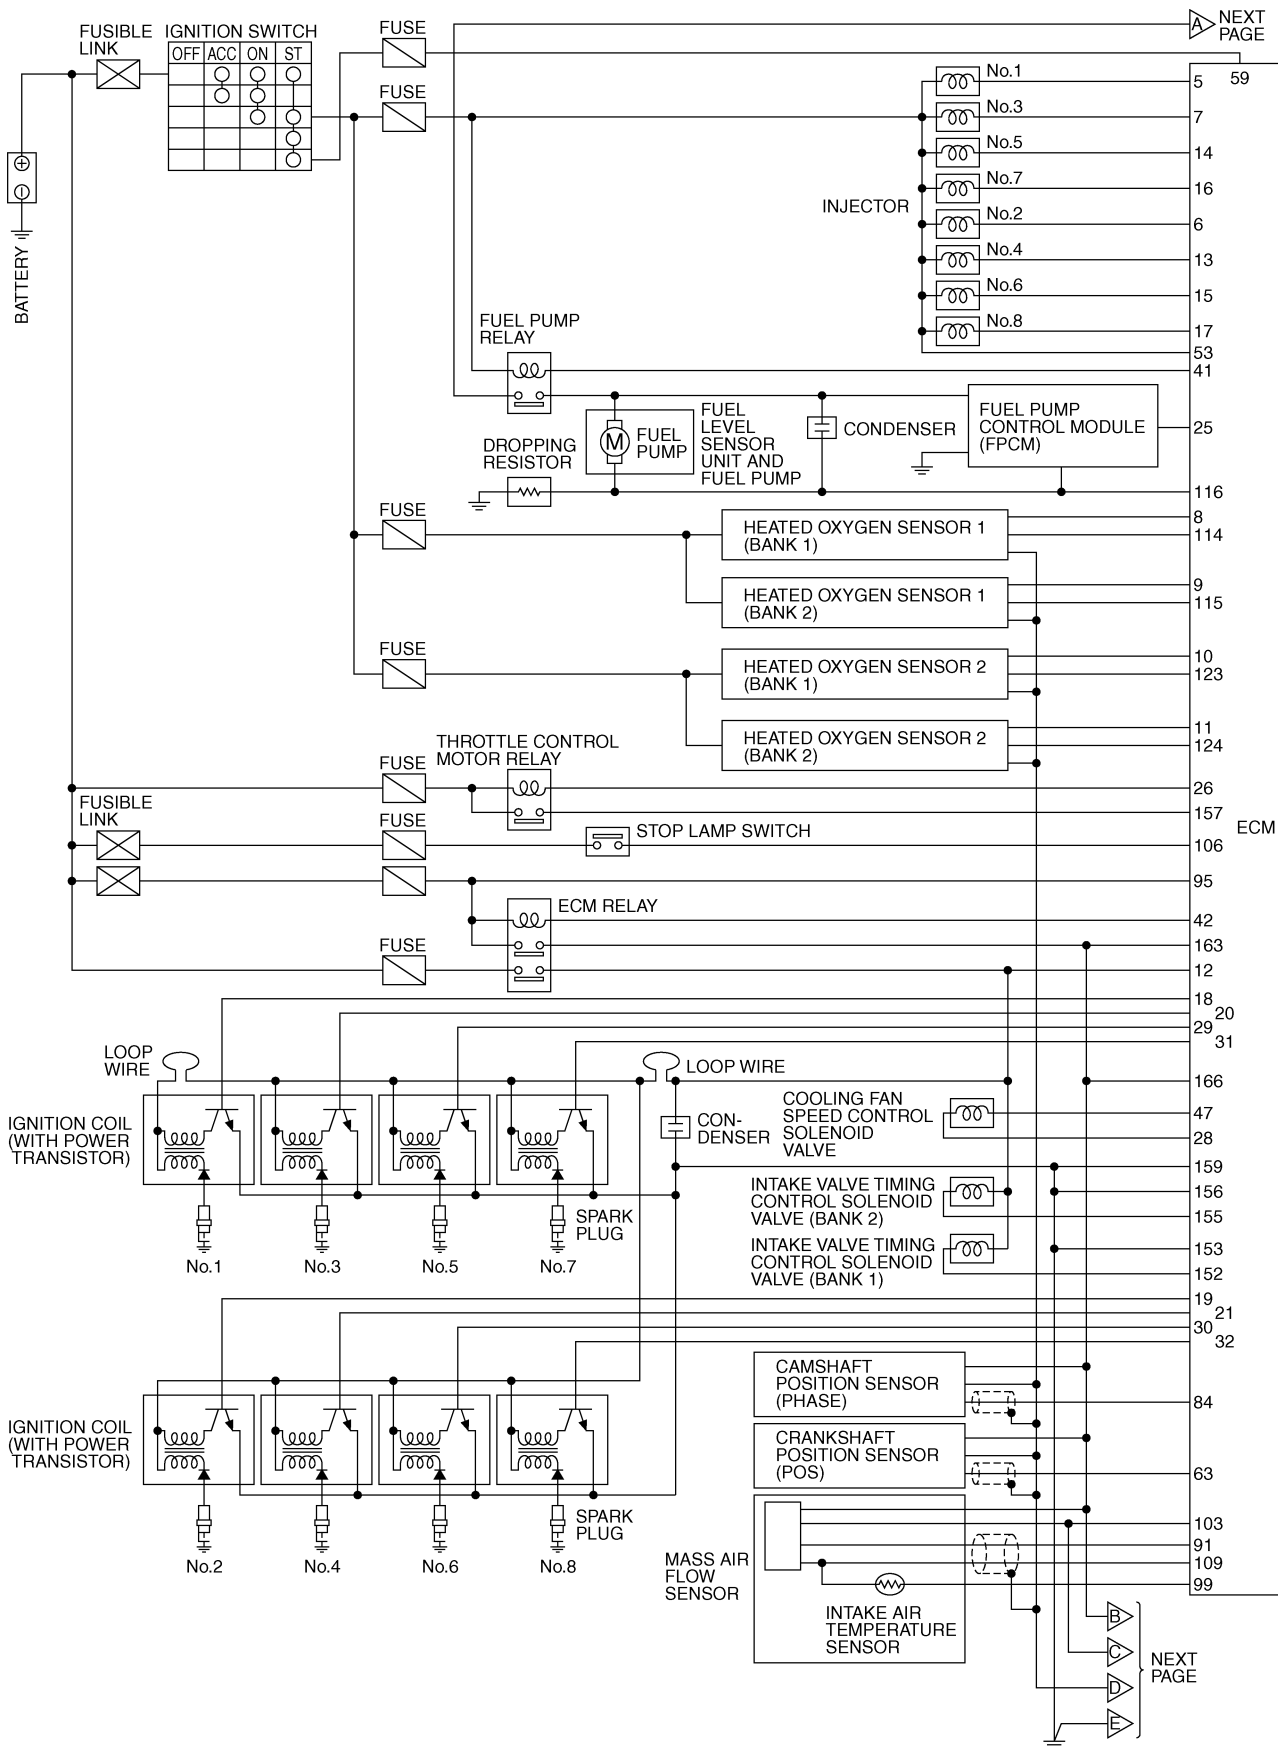 FUSIBLE
LINK
IGNITION SWITCH
OFF ACC ON ST
FUSE
A
NEXT
PAGE
59
FUSE
BATTERY
INJECTOR
No.1
5
No.3
7
No.5
14
No.7
16
No.2
6
No.4
13
No.6
15
No.8
17
53
FUEL PUMP
RELAY
41
DROPPING
RESISTOR
M
FUEL
PUMP
FUEL
LEVEL
SENSOR
UNIT AND
FUEL PUMP
CONDENSER
FUEL PUMP
CONTROL MODULE
(FPCM)
25
116
FUSE
HEATED OXYGEN SENSOR 1
(BANK 1)
8
114
HEATED OXYGEN SENSOR 1
(BANK 2)
9
115
FUSE
HEATED OXYGEN SENSOR 2
(BANK 1)
10
123
HEATED OXYGEN SENSOR 2
(BANK 2)
11
124
THROTTLE CONTROL
MOTOR RELAY
FUSE
26
157
FUSIBLE
LINK
FUSE
STOP LAMP SWITCH
106
ECM
95
ECM RELAY
42
163
FUSE
12
18
20
29
31
LOOP
WIRE
LOOP WIRE
166
IGNITION COIL
(WITH POWER
TRANSISTOR)
CON-
DENSER
COOLING FAN
SPEED CONTROL
SOLENOID
VALVE
47
28
159
INTAKE VALVE TIMING
CONTROL SOLENOID
VALVE (BANK 2)
156
155
SPARK
PLUG
No.1
No.3
No.5
No.7
INTAKE VALVE TIMING
CONTROL SOLENOID
VALVE (BANK 1)
153
152
19
21
30
32
IGNITION COIL
(WITH POWER
TRANSISTOR)
CAMSHAFT
POSITION SENSOR
(PHASE)
84
CRANKSHAFT
POSITION SENSOR
(POS)
63
SPARK
PLUG
No.2
No.4
No.6
No.8
MASS AIR
FLOW
SENSOR
103
91
109
99
INTAKE AIR
TEMPERATURE
SENSOR
B
C
D
E
NEXT
PAGE